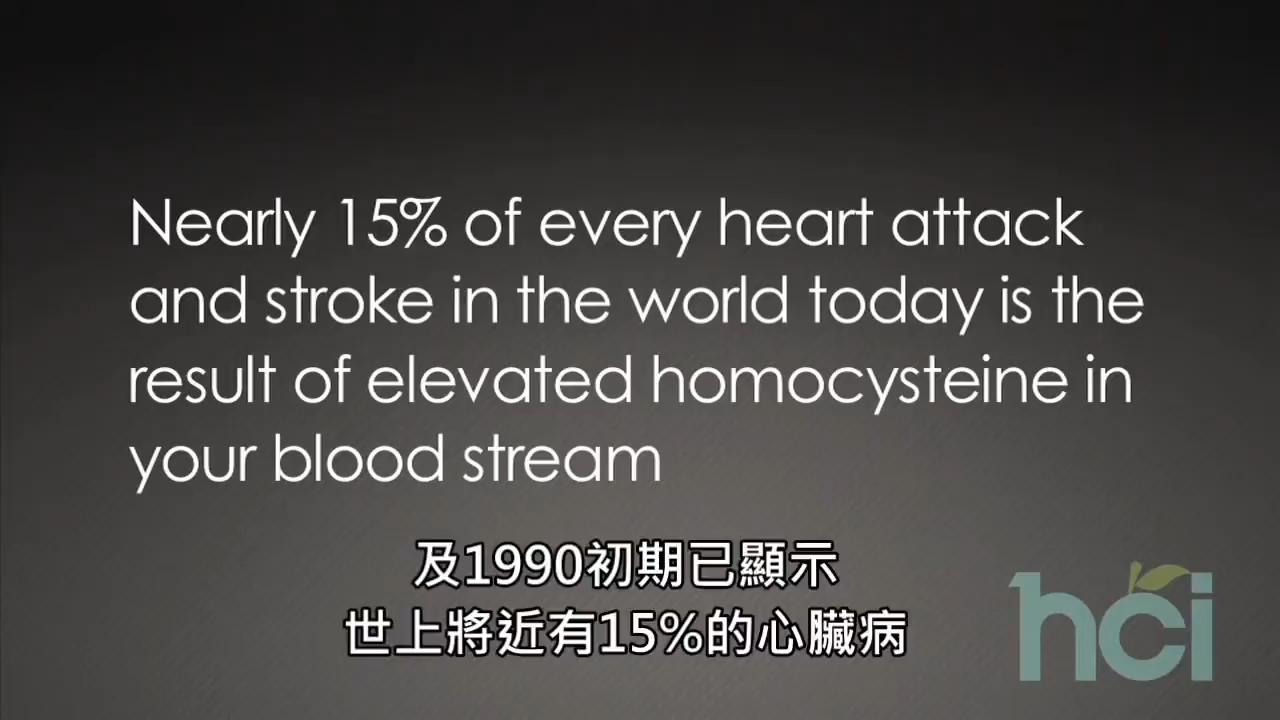 Nearly 15% of every heart attack
and stroke in the world today is the
result of elevated homocysteine in
your blood stream
及1990初期已顯示
世上將近有15%的心臟病
hci